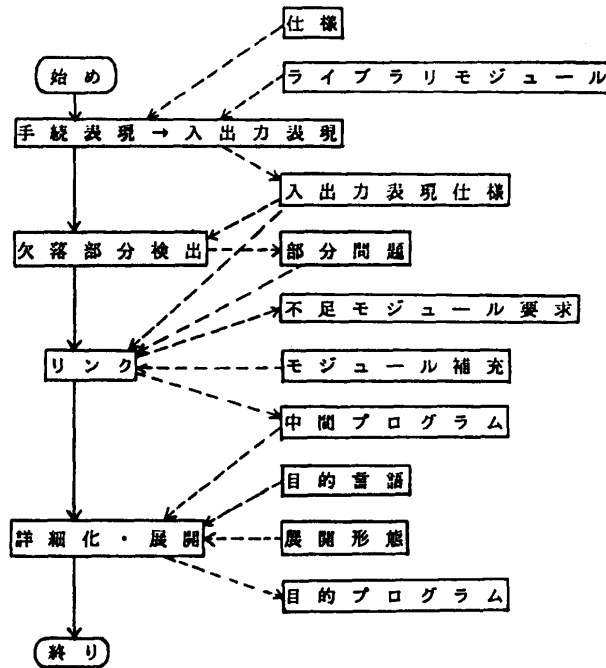 仕様
始め
ライブラリモジュール
手続表現→入出力表現
入出力表現仕様
欠落部分検出
部分問題
不足モジュール要求
リンク
モジュール補充
中間プログラム
目的言語
詳細化・展開
展開形態
目的プログラム
終り